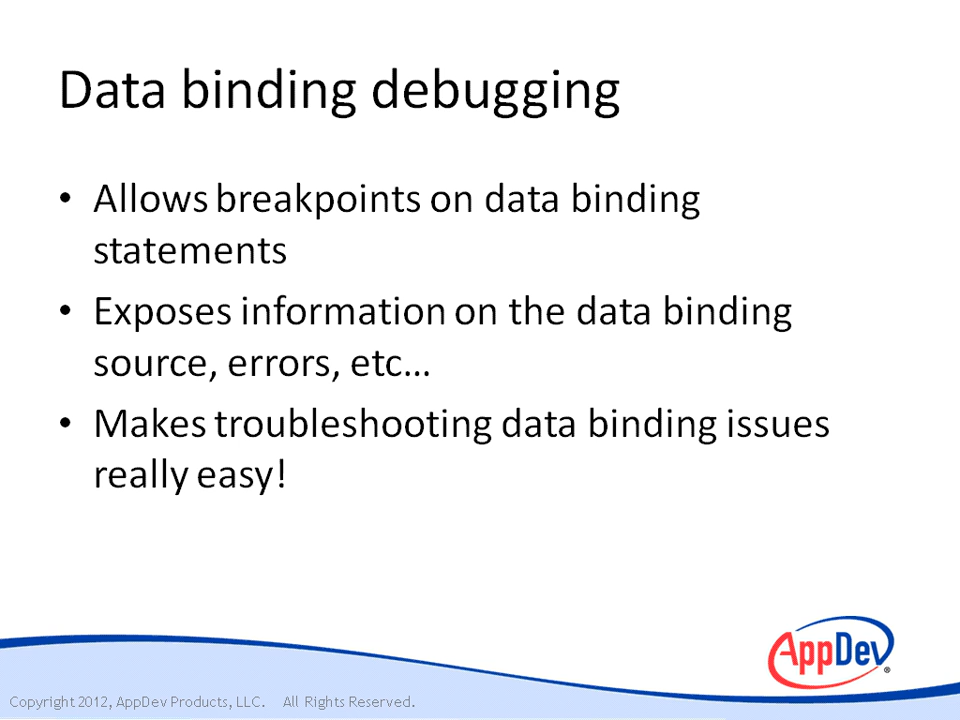 Data binding debugging
• Allows breakpoints on data binding
statements
• Exposes information on the data binding
source, errors, etc…
• Makes troubleshooting data binding issues
really easy!
AppDev®
Copyright 2012, AppDev Products, LLC. All Rights Reserved.